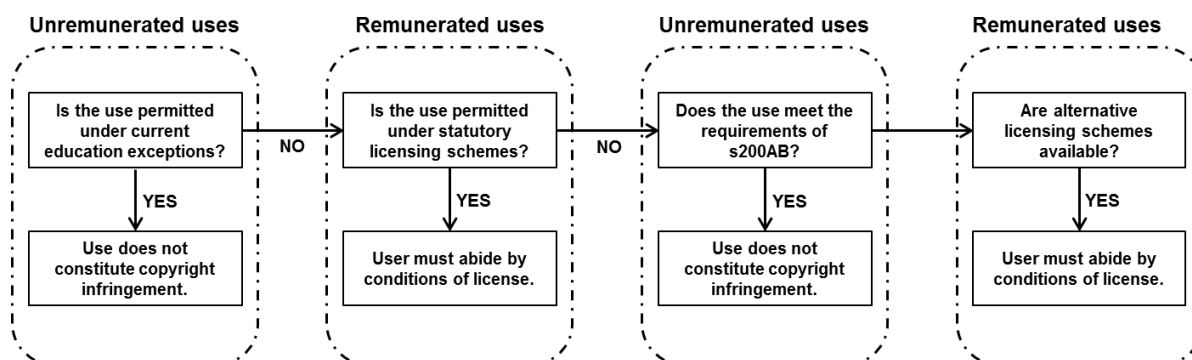 Unremunerated uses
Remunerated uses
Unremunerated uses
Remunerated uses
Is the use permitted
under current
education exceptions?
NO
Is the use permitted
under statutory
licensing schemes?
NO
Does the use meet the
requirements of
s200AB?
Are alternative
licensing schemes
available?
YES
YES
YES
YES
Use does not
constitute copyright
infringement.
User must abide by
conditions of license.
Use does not
constitute copyright
infringement.
User must abide by
conditions of license.